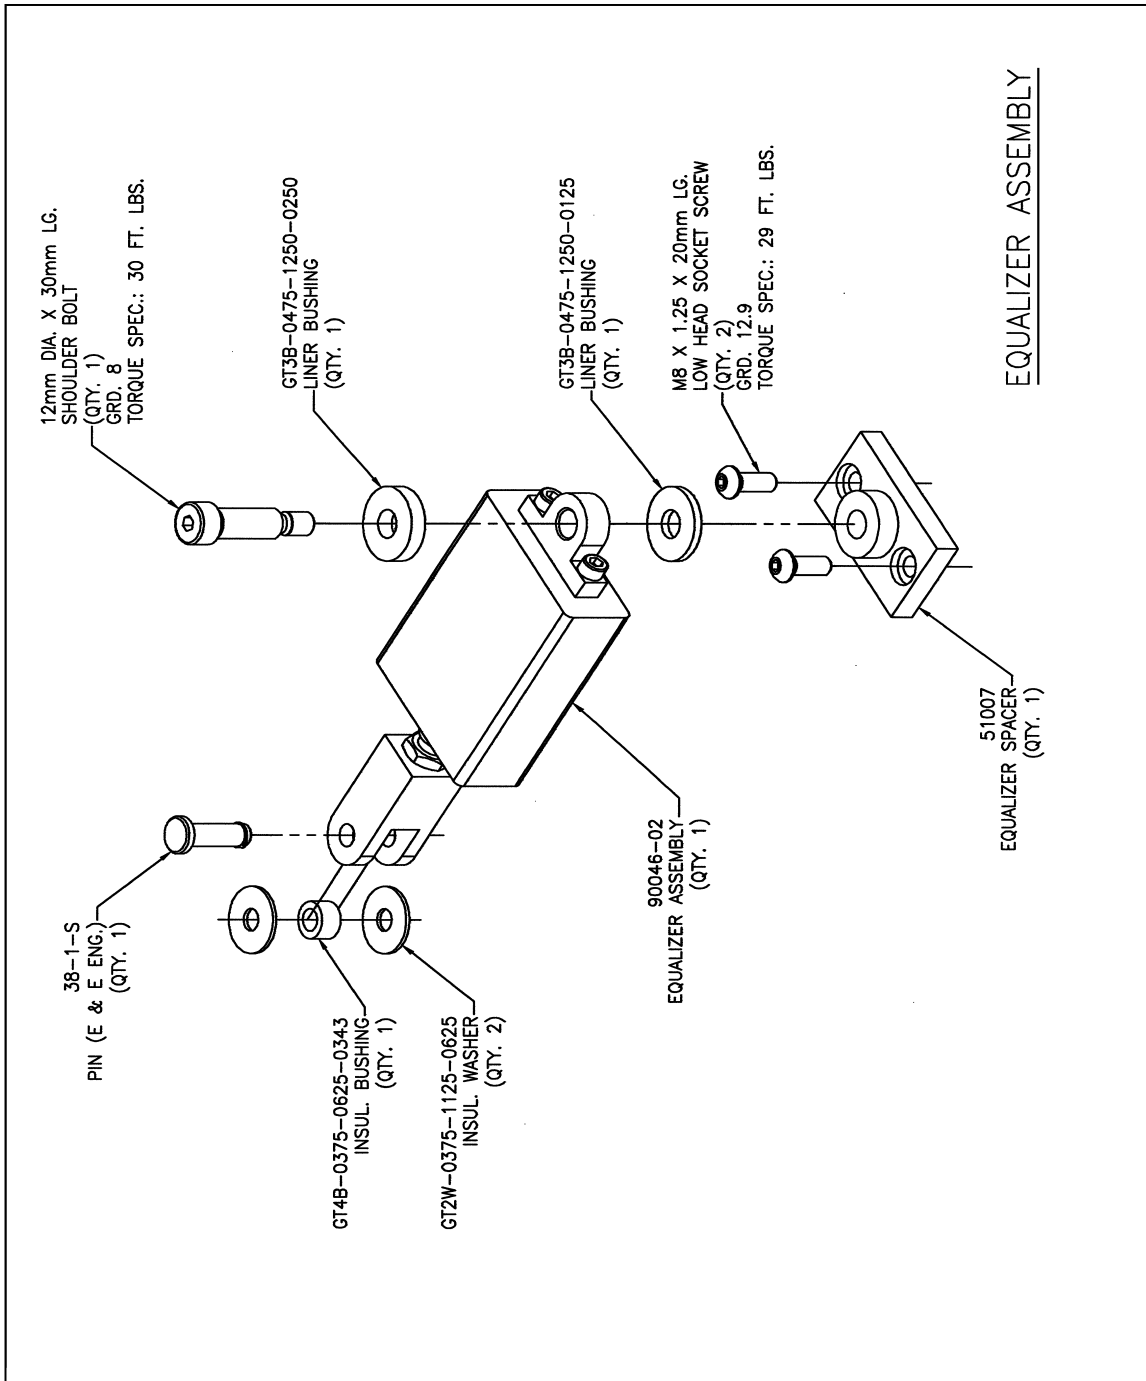 12mm DIA. X 30mm LG.
SHOULDER BOLT
(QTY. 1)
GRD. 8
TORQUE SPEC.: 30 FT. LBS.
GT3B-0475-1250-0250
LINER BUSHING
(QTY. 1)
GT3B-0475-1250-0125
LINER BUSHING
(QTY. 1)
M8 X 1.25 X 20mm LG.
LOW HEAD SOCKET SCREW
(QTY. 2)
GRD. 12.9
TORQUE SPEC.: 29 FT. LBS.
38-1-S
PIN (E & E ENG.)
(QTY. 1)
GT4B-0375-0625-0343
INSUL. BUSHING
(QTY. 1)
GT2W-0375-1125-0625
INSUL. WASHER
(QTY. 2)
90046-02
EQUALIZER ASSEMBLY
(QTY. 1)
51007
EQUALIZER SPACER
(QTY. 1)
EQUALIZER ASSEMBLY